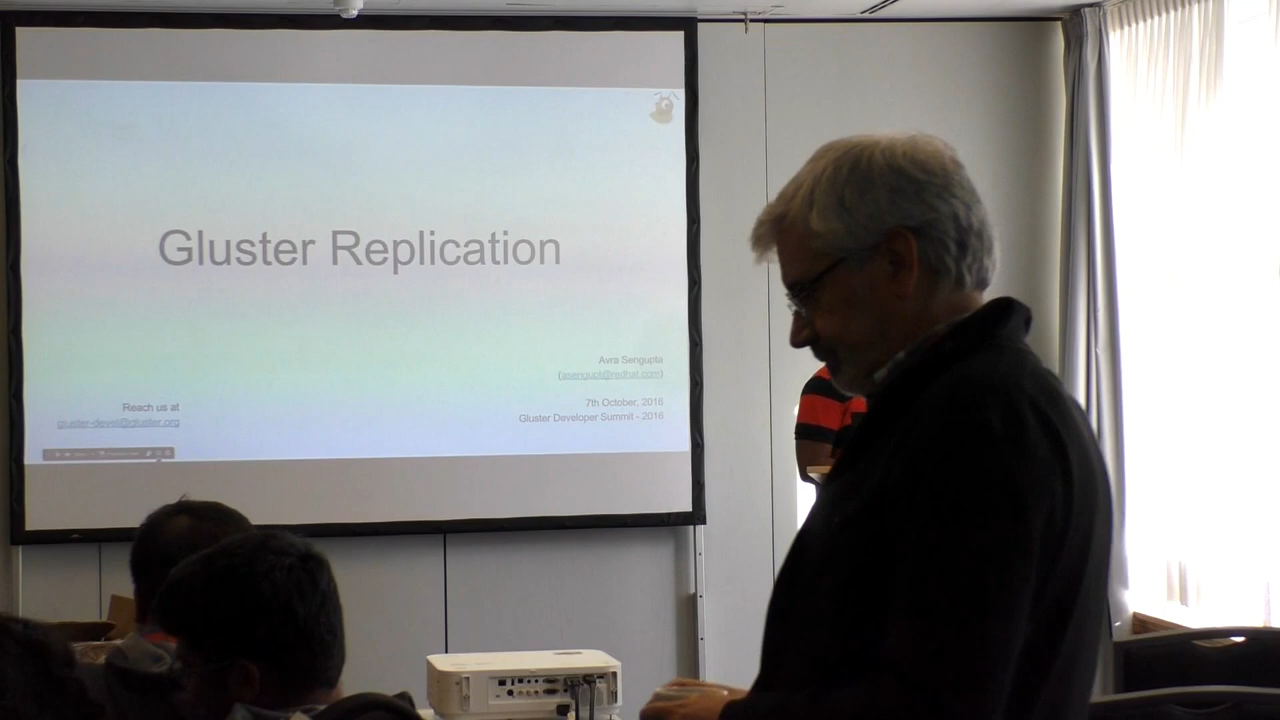 Gluster Replication
Avra Sengupta
(asengupt@redhat.com)
7th October, 2016
Gluster Developer Summit - 2016
Reach us at
gluster-devel@gluster.org